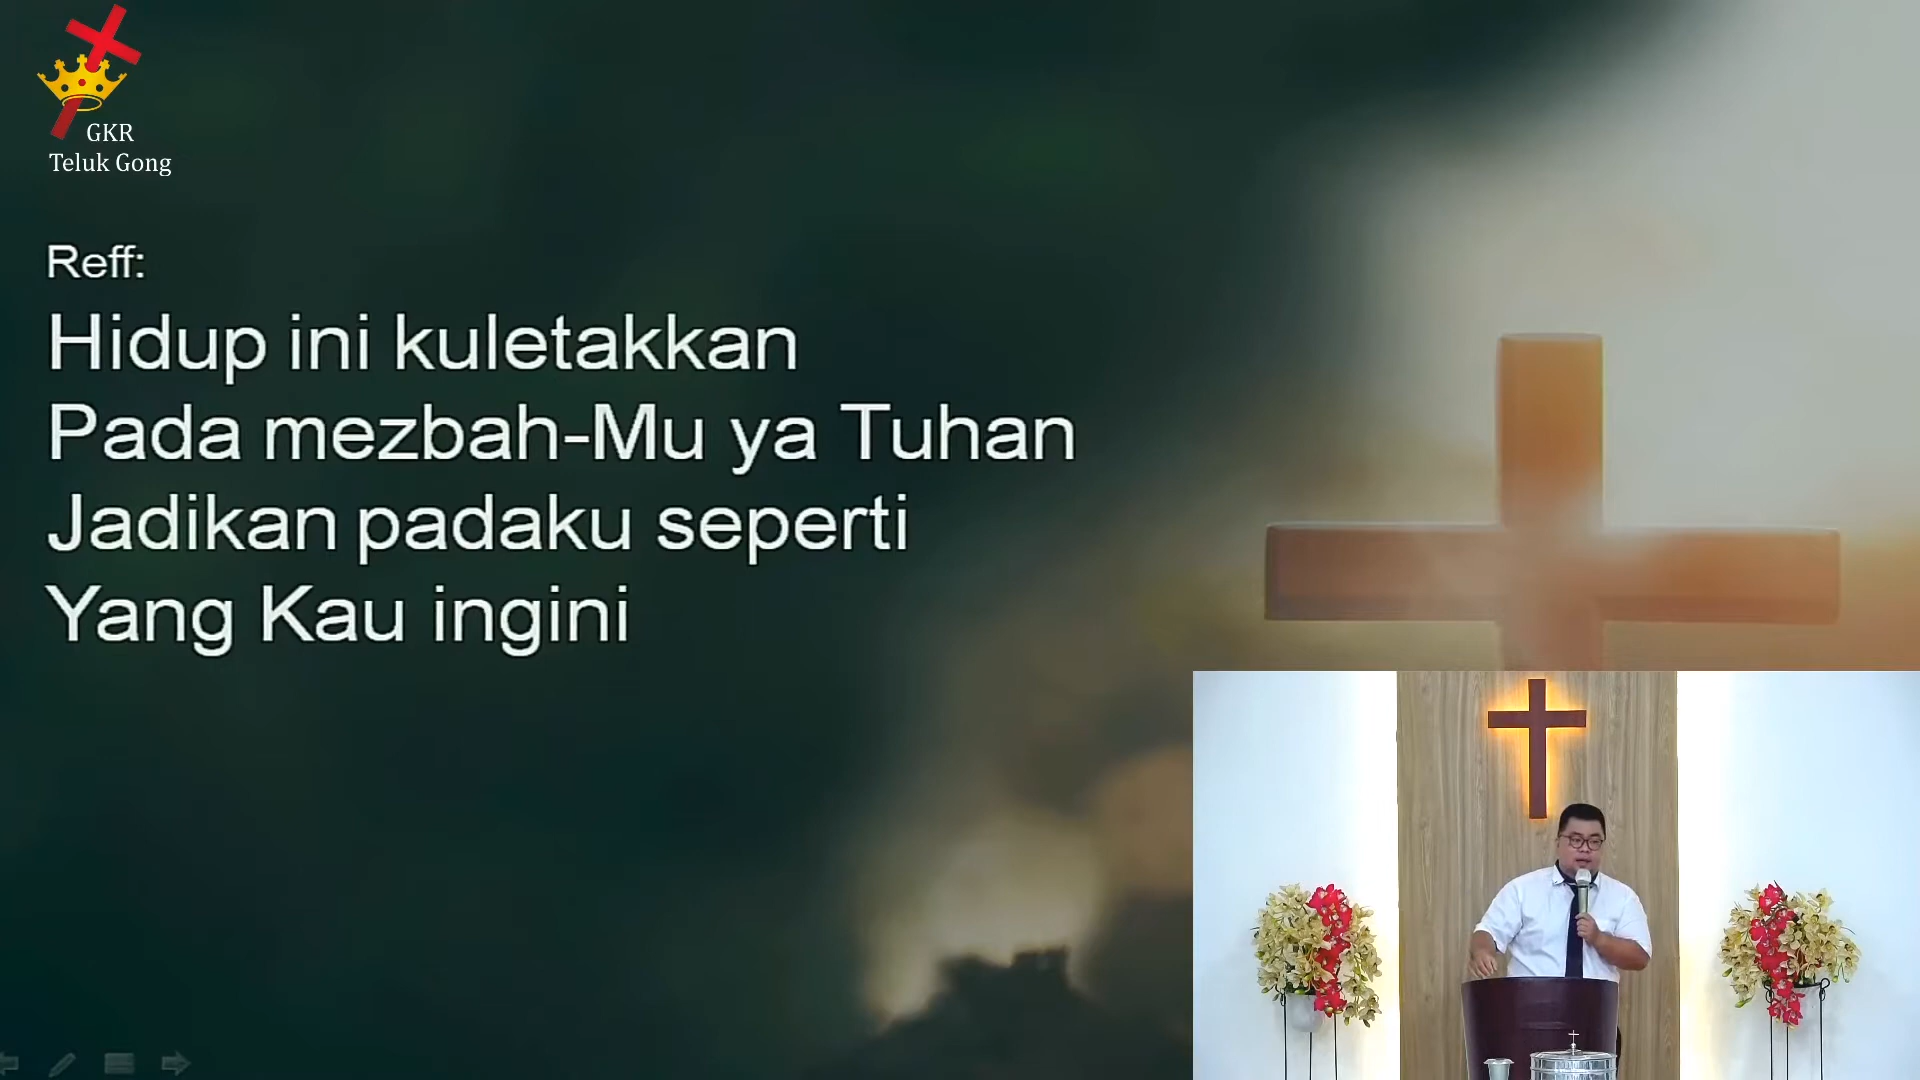 GKR
Teluk Gong
Reff:
Hidup ini kuletakkan
Pada mezbah-Mu ya Tuhan
Jadikan padaku seperti
Yang Kau ingini